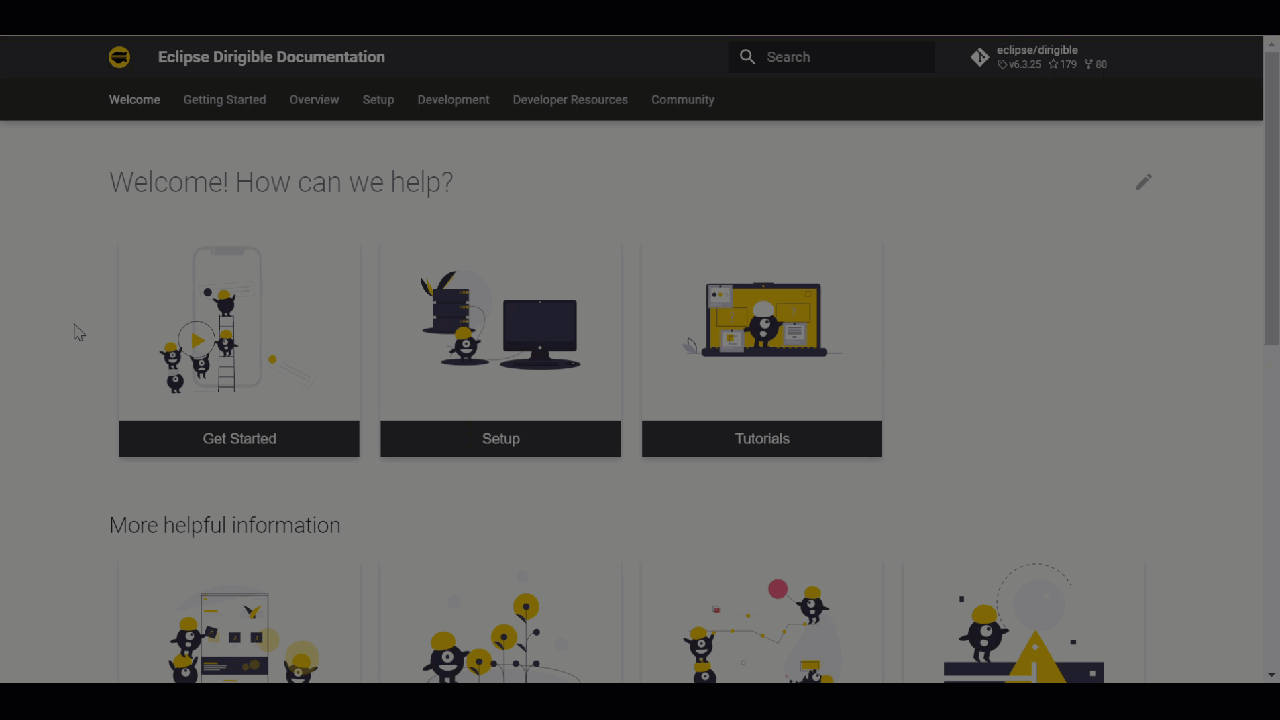 Eclipse Dirigible Documentation
Search
eclipse/dirigible
v6.3.25 179 80
Welcome Getting Started Overview Setup Development Developer Resources Community
Welcome! How can we help?
Get Started Setup Tutorials
More helpful information